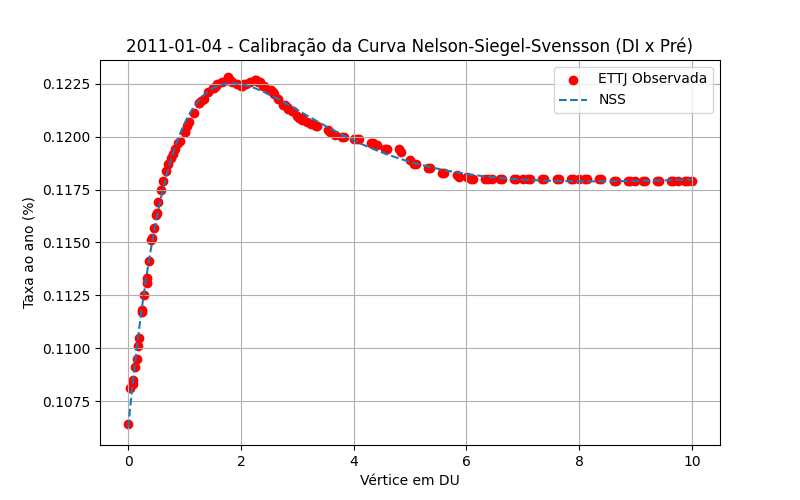 2011-01-04 - Calibração da Curva Nelson-Siegel-Svensson (DI x Pré)
ETTJ Observada
NSS
Taxa ao ano (%)
0.1225
0.1200
0.1175
0.1150
0.1125
0.1100
0.1075
0 2 4 6 8 10
Vértice em DU